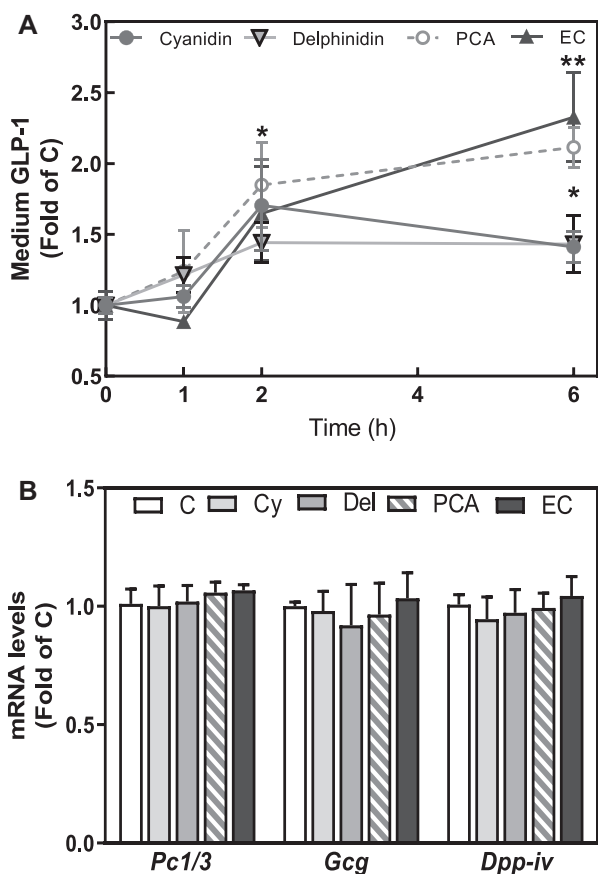 A
Cyanidin Delphinidin PCA EC
Medium GLP-1
(Fold of C)
3.0
2.5
2.0
1.5
1.0
0.5
**
*
*
0 1 2 4 6
Time (h)
B
C Cy Del PCA EC
mRNA levels
(Fold of C)
1.5
1.0
0.5
0.0
Pc1/3 Gcg Dpp-iv